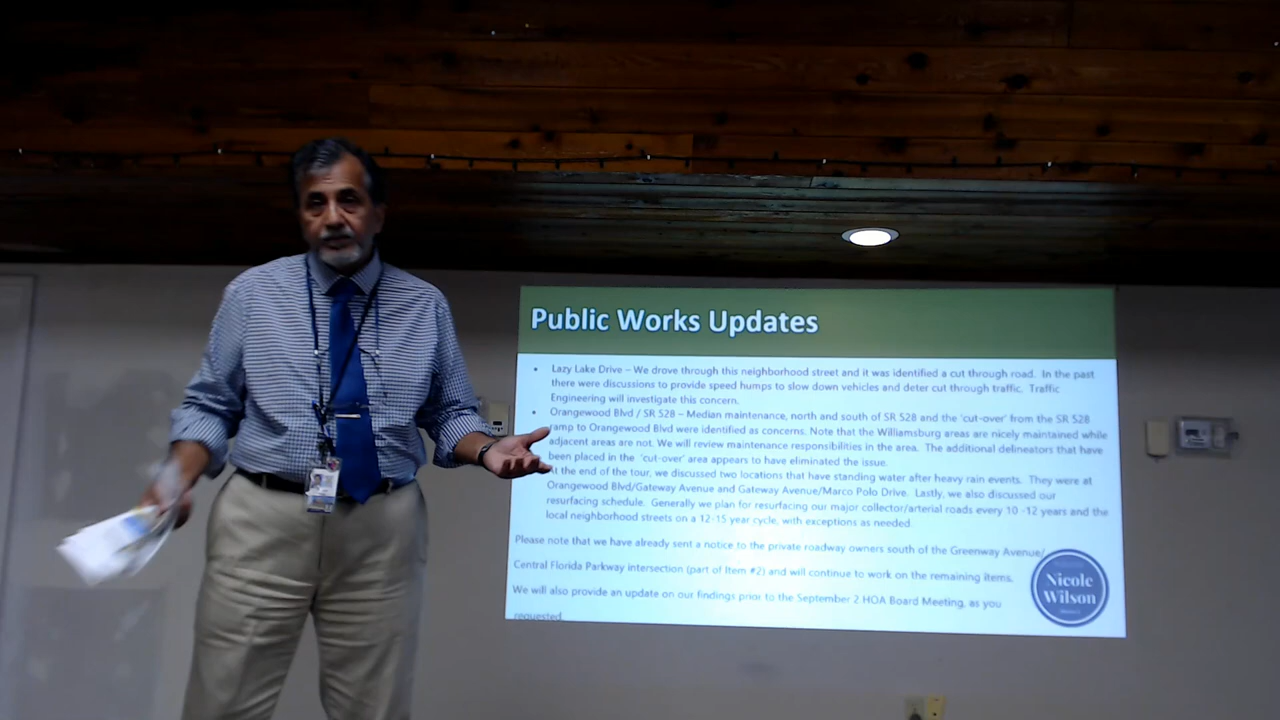 Public Works Updates
• Lazy Lake Drive – We drove through this neighborhood street and it was identified a cut through road. In the past
there were discussions to provide speed humps to slow down vehicles and deter cut through traffic. Traffic
Engineering will investigate this concern.
• Orangewood Blvd / SR 528 – Median maintenance, north and south of SR 528 and the 'cut-over' from the SR 528
ramp to Orangewood Blvd were identified as concerns. Note that the Williamsburg areas are nicely maintained while
adjacent areas are not. We will review maintenance responsibilities in the area. The additional delineators that have
been placed in the 'cut-over' area appears to have eliminated the issue.
At the end of the tour, we discussed two locations that have standing water after heavy rain events. They were at
Orangewood Blvd/Gateway Avenue and Gateway Avenue/Marco Polo Drive. Lastly, we also discussed our
resurfacing schedule. Generally we plan for resurfacing our major collector/arterial roads every 10 -12 years and the
local neighborhood streets on a 12-15 year cycle, with exceptions as needed.
Please note that we have already sent a notice to the private roadway owners south of the Greenway Avenue/
Central Florida Parkway intersection (part of Item #2) and will continue to work on the remaining items.
We will also provide an update on our findings prior to the September 2 HOA Board Meeting, as you
requested.
Nicole
Wilson